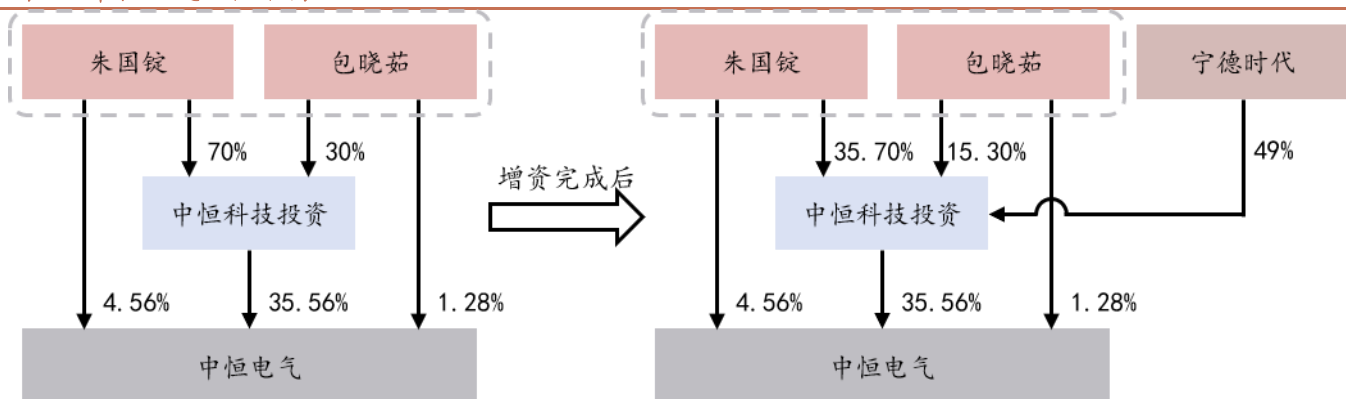 朱国锭
包晓茹
70%
30%
中恒科技投资
4.56%
35.56%
1.28%
中恒电气
增资完成后
朱国锭
包晓茹
宁德时代
35.70%
15.30%
49%
中恒科技投资
4.56%
35.56%
1.28%
中恒电气